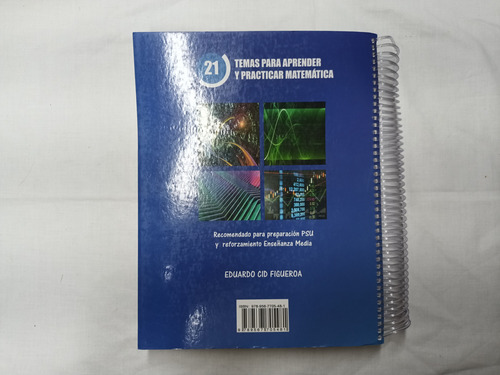 21
TEMAS PARA APRENDER
Y PRACTICAR MATEMÁTICA
Recomendado para preparación PSU
y reforzamiento Enseñanza Media
EDUARDO CID FIGUEROA